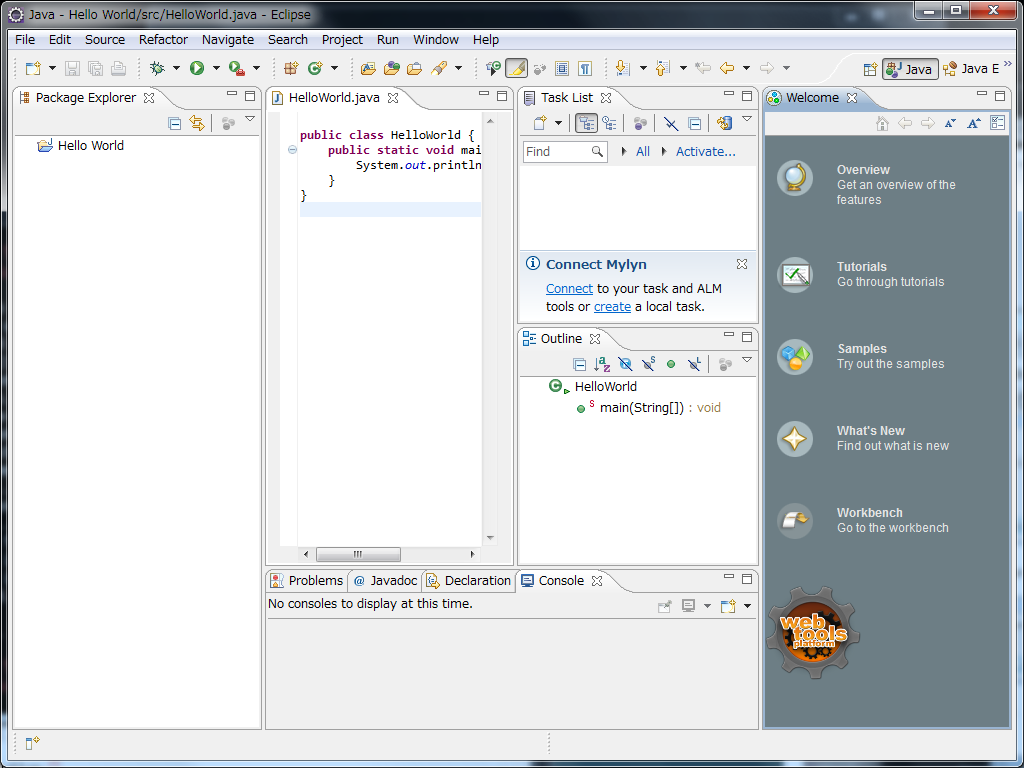 Java - Hello World/src/HelloWorld.java - Eclipse
File Edit Source Refactor Navigate Search Project Run Window Help
Java
Java E
Package Explorer
Hello World
HelloWorld.java
public class HelloWorld {
public static void mai
System.out.println
}
}
Task List
Find
All
Activate...
Connect Mylyn
Connect to your task and ALM
tools or create a local task.
Outline
HelloWorld
main(String[]) : void
Problems @ Javadoc Declaration Console
No consoles to display at this time.
Welcome
Overview
Get an overview of the
features
Tutorials
Go through tutorials
Samples
Try out the samples
What's New
Find out what is new
Workbench
Go to the workbench
web
tools
platform